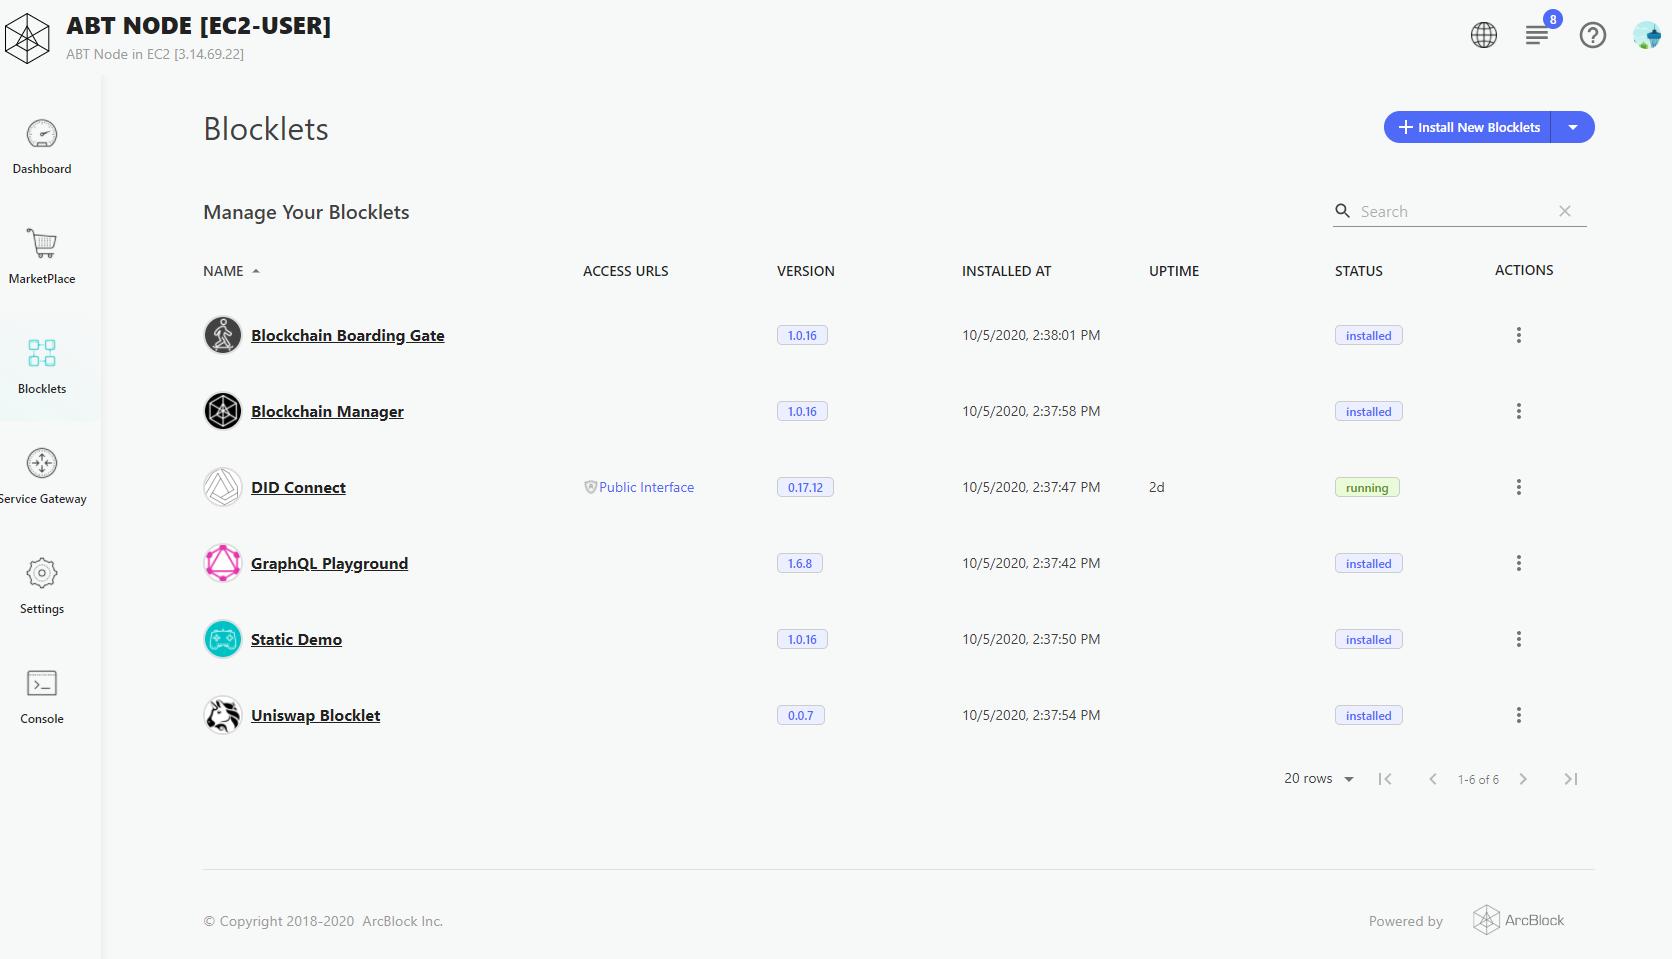 ABT NODE [EC2-USER]
ABT Node in EC2 [3.14.69.22]
8
Dashboard
MarketPlace
Blocklets
Service Gateway
Settings
Console
Blocklets
Install New Blocklets
Manage Your Blocklets
Search
NAME ACCESS URLS VERSION INSTALLED AT UPTIME STATUS ACTIONS
Blockchain Boarding Gate 1.0.16 10/5/2020, 2:38:01 PM installed
Blockchain Manager 1.0.16 10/5/2020, 2:37:58 PM installed
DID Connect Public Interface 0.17.12 10/5/2020, 2:37:47 PM 2d running
GraphQL Playground 1.6.8 10/5/2020, 2:37:42 PM installed
Static Demo 1.0.16 10/5/2020, 2:37:50 PM installed
Uniswap Blocklet 0.0.7 10/5/2020, 2:37:54 PM installed
20 rows 1-6 of 6
© Copyright 2018-2020 ArcBlock Inc.
Powered by ArcBlock